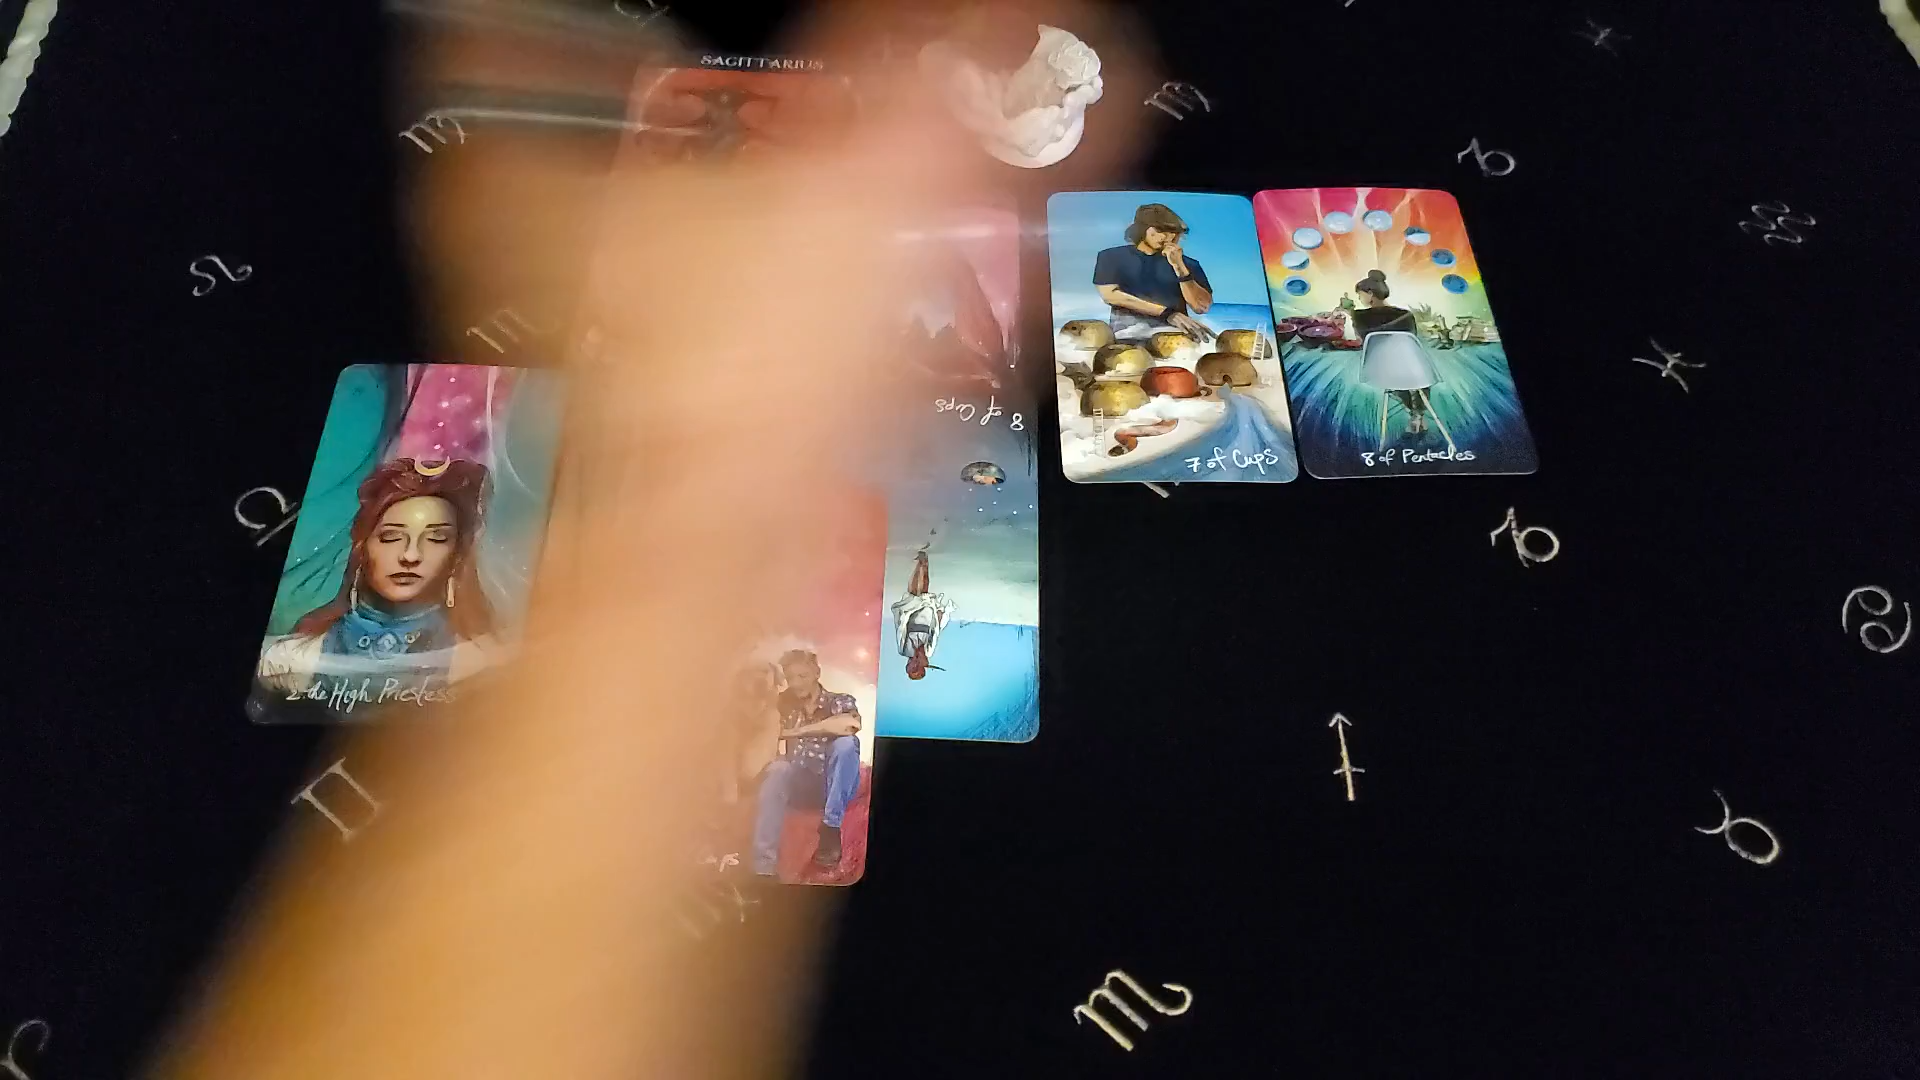 SAGITTARIUS
8 of Cups
7 of Cups
8 of Pentacles
2. the High Priestess